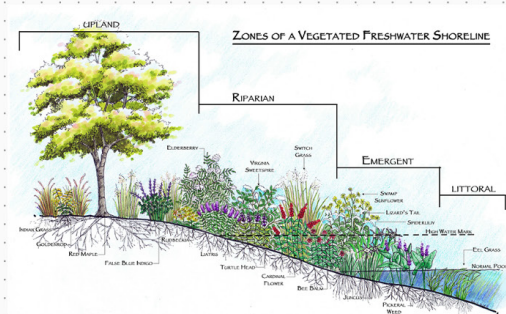 UPLAND
ZONES OF A VEGETATED FRESHWATER SHORELINE
RIPARIAN
ELDERBERRY
VIRGINIA
SWEETSPIRE
SWITCH
GRASS
EMERGENT
LITTORAL
SWAMP
SUNFLOWER
LIZARD'S TAIL
SPIDERLILY
HIGH WATER MARK
INDIAN GRASS
GOLDENROD
RED MAPLE
FALSE BLUE INDIGO
RUDBECKIA
LIATRIS
TURTLE HEAD
CARDINAL
FLOWER
BEE BALM
JUNCUS
PICKERAL
WEED
EEL GRASS
NORMAL POOL